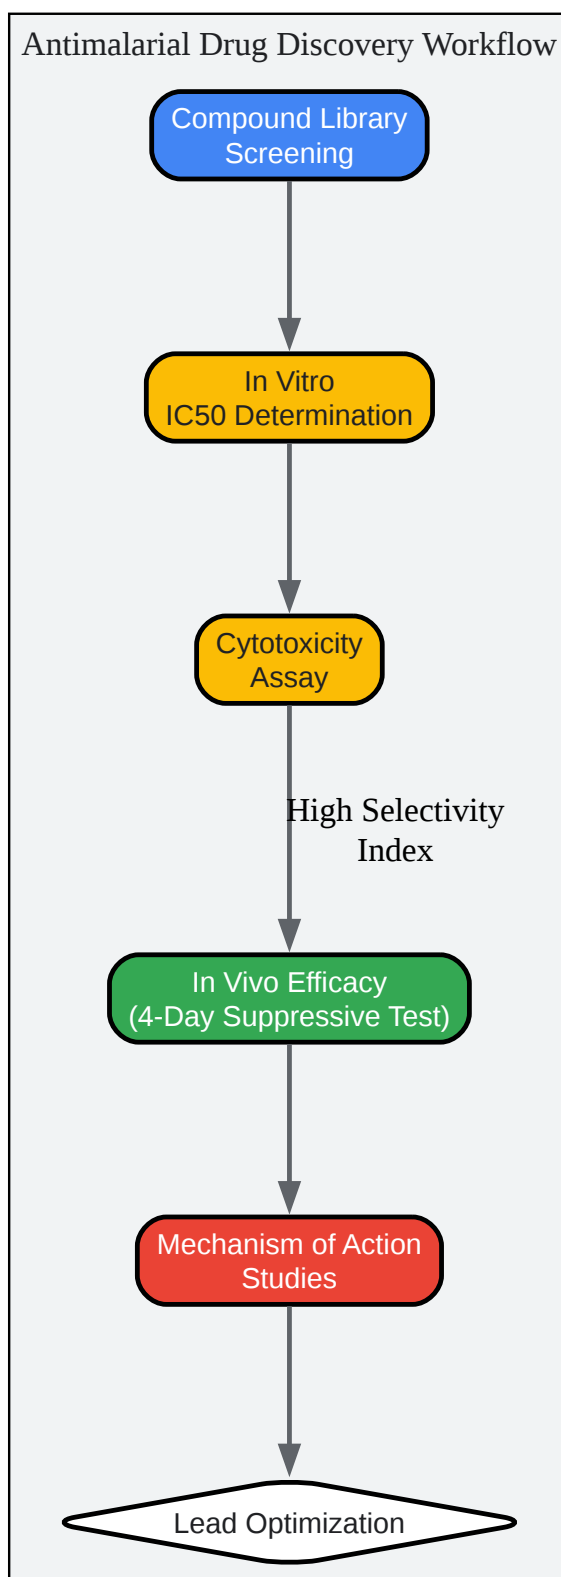 Antimalarial Drug Discovery Workflow
Compound Library
Screening
In Vitro
IC50 Determination
Cytotoxicity
Assay
High Selectivity
Index
In Vivo Efficacy
(4-Day Suppressive Test)
Mechanism of Action
Studies
Lead Optimization